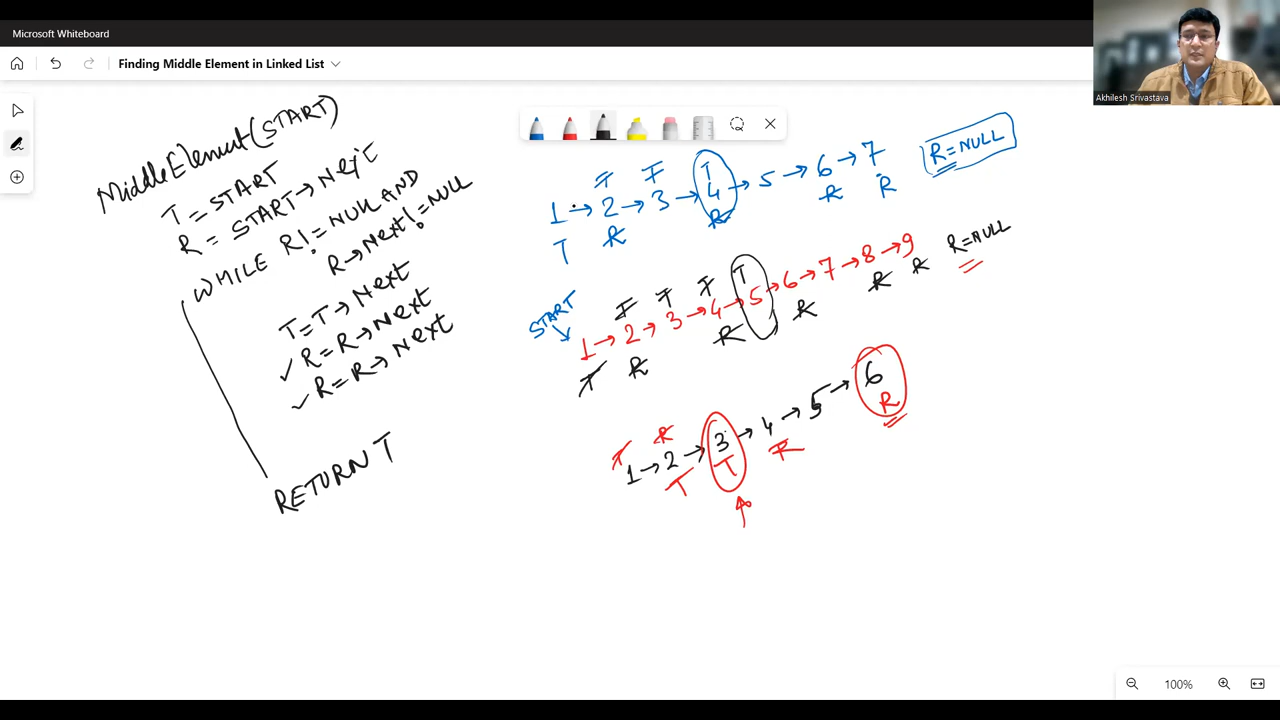 Microsoft Whiteboard
Finding Middle Element in Linked List
Akhilesh Srivastava
MiddleElement(START)
T = START
R = START→Next
WHILE R! = NULL AND
R→Next! = NULL
T = T→Next
✓ R = R→Next
✓ R = R→Next
RETURN T
T T T
1→2→3→4→5→6→7 R=NULL
T R R R R
START
T T T T
1→2→3→4→5→6→7→8→9 R=NULL
T R R R R R
T R
1→2→3→4→5→6
T T R R
100%